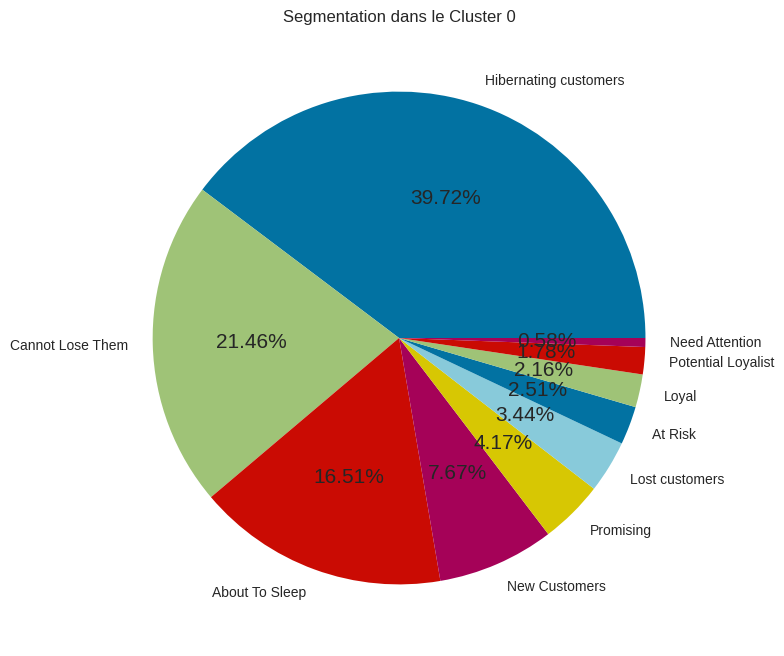 Segmentation dans le Cluster 0
Hibernating customers
39.72%
Cannot Lose Them
21.46%
About To Sleep
16.51%
New Customers
7.67%
Promising
4.17%
Lost customers
3.44%
At Risk
2.51%
Loyal
2.16%
Potential Loyalist
1.78%
Need Attention
0.58%